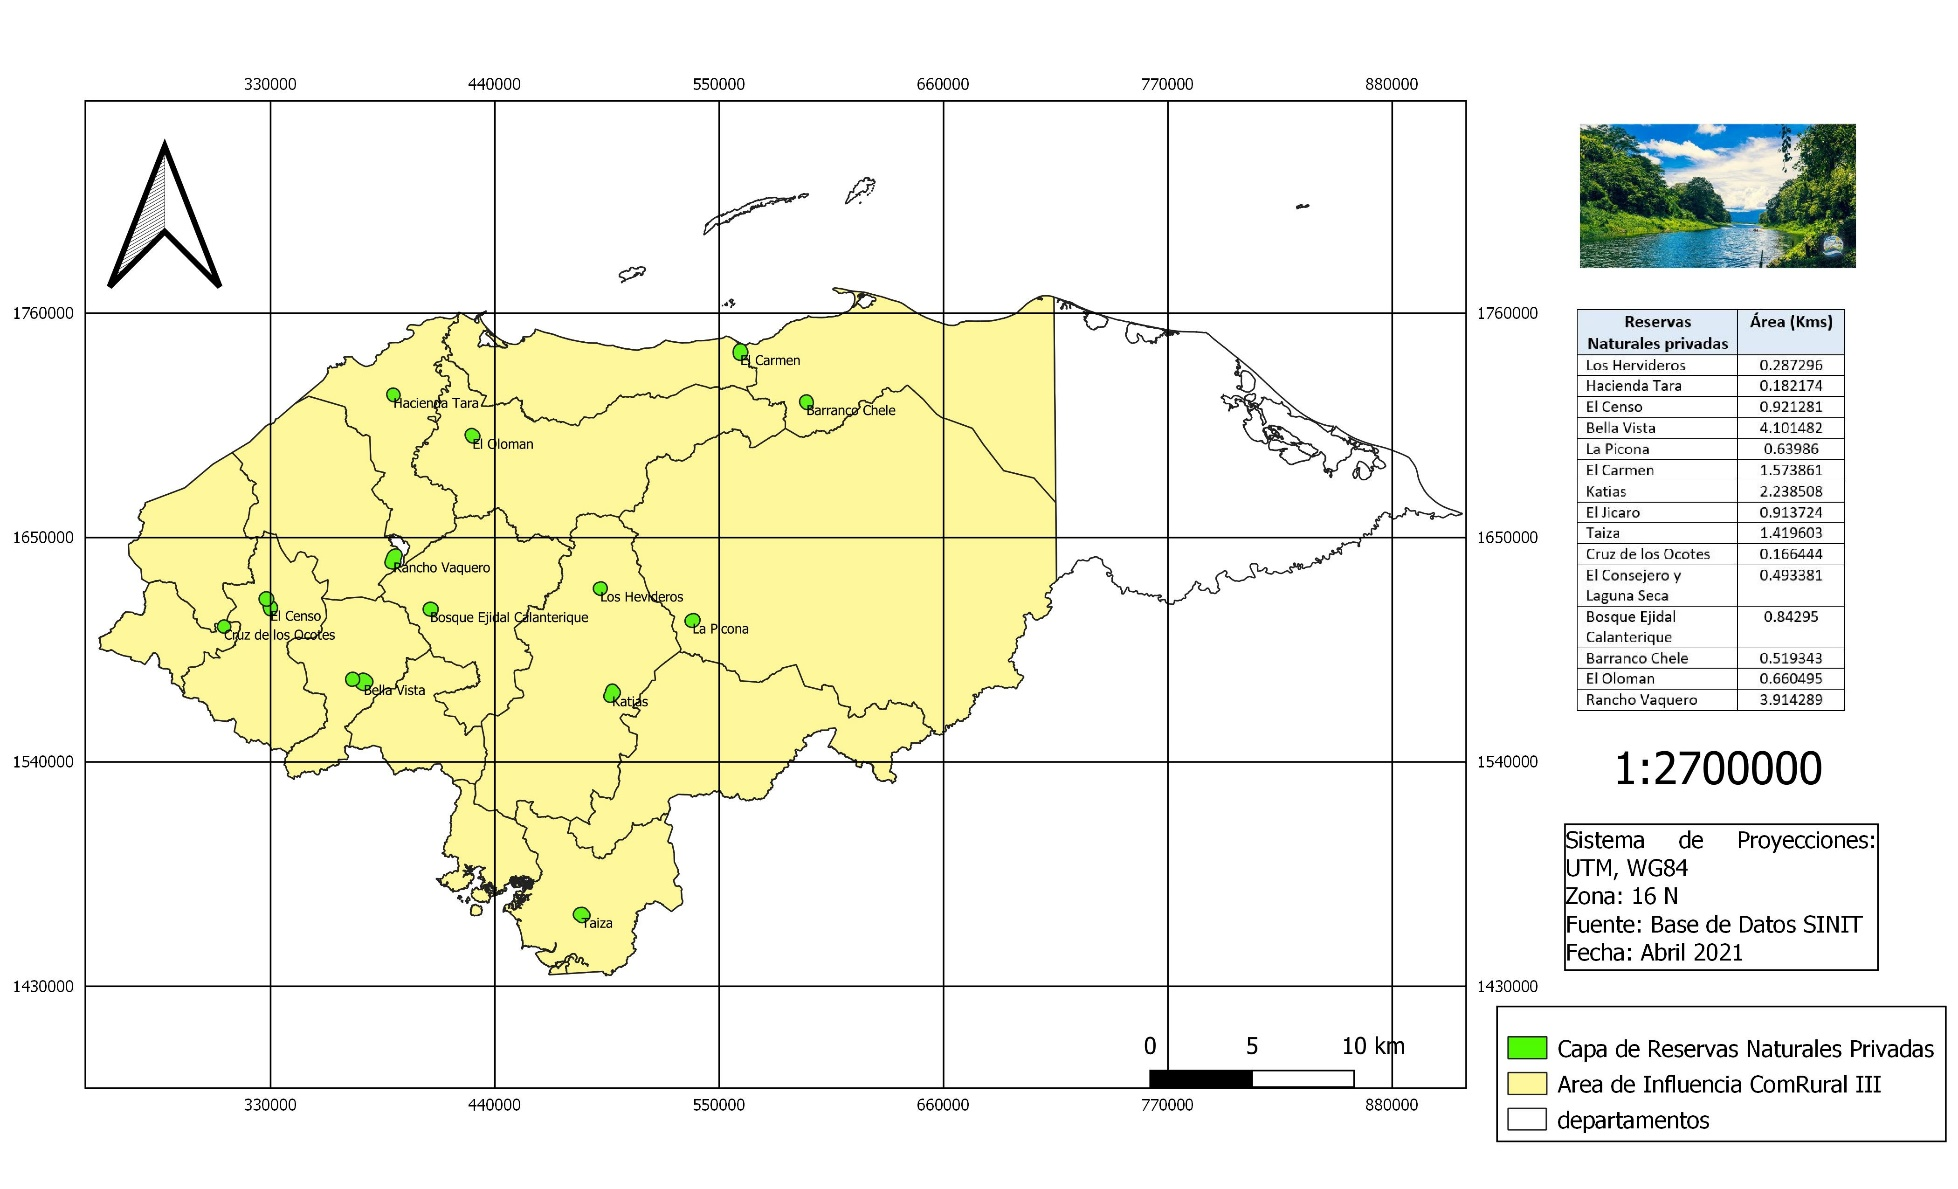 330000 440000 550000 660000 770000 880000
1760000 1760000
1650000 1650000
1540000 1540000
1430000 1430000
330000 440000 550000 660000 770000 880000
El Carmen
Hacienda Tara
Barranco Chele
El Oloman
Rancho Vaquero
Los Hevideros
El Censo
Bosque Ejidal Calanterique
La Picona
Cruz de los Ocotes
Bella Vista
Katias
Taiza
0 5 10 km
Reservas Área (Kms)
Naturales privadas
Los Hervideros 0.287296
Hacienda Tara 0.182174
El Censo 0.921281
Bella Vista 4.101482
La Picona 0.63986
El Carmen 1.573861
Katias 2.238508
El Jicaro 0.913724
Taiza 1.419603
Cruz de los Ocotes 0.166444
El Consejero y 0.493381
Laguna Seca
Bosque Ejidal 0.84295
Calanterique
Barranco Chele 0.519343
El Oloman 0.660495
Rancho Vaquero 3.914289
1:2700000
Sistema de Proyecciones:
UTM, WG84
Zona: 16 N
Fuente: Base de Datos SINIT
Fecha: Abril 2021
Capa de Reservas Naturales Privadas
Area de Influencia ComRural III
departamentos